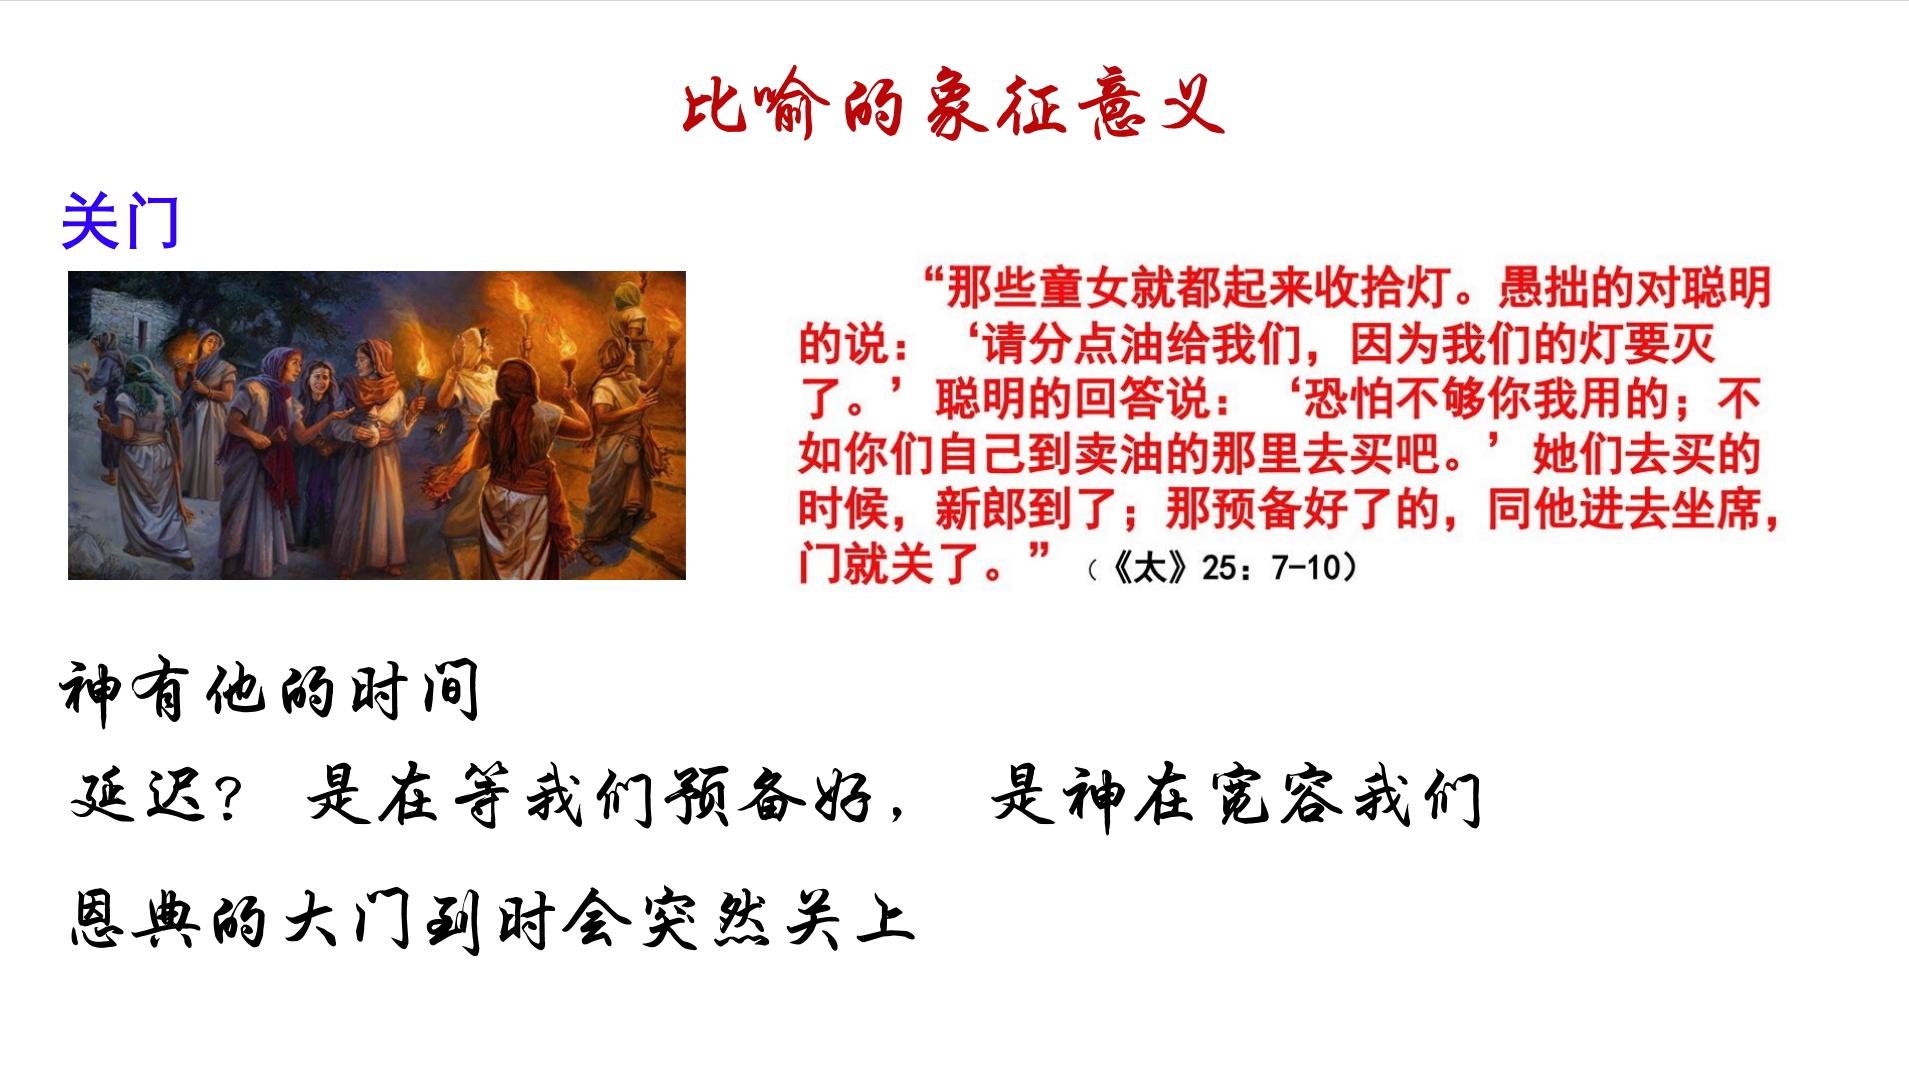 比喻的象征意义
关门
“那些童女就都起来收拾灯。愚拙的对聪明
的说：‘请分点油给我们，因为我们的灯要灭
了。’聪明的回答说：‘恐怕不够你我用的；不
如你们自己到卖油的那里去买吧。’她们去买的
时候，新郎到了；那预备好了的，同他进去坐席，
门就关了。”（《太》25：7-10）
神有他的时间
延迟? 是在等我们预备好， 是神在宽容我们
恩典的大门到时会突然关上